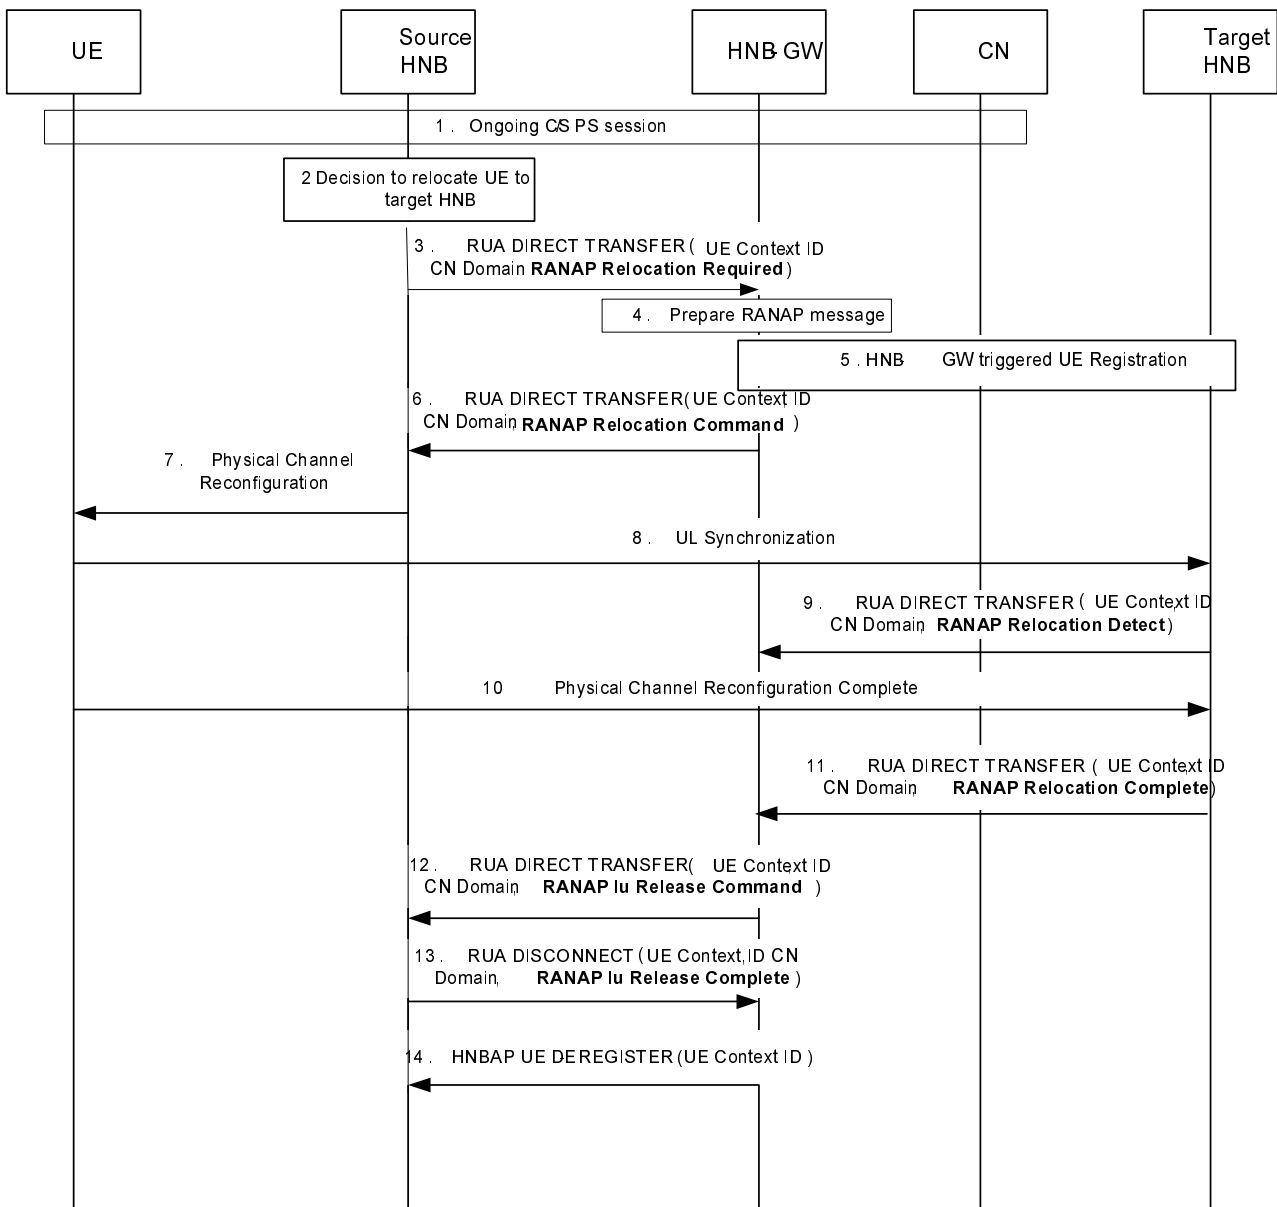 UE
Source
HNB
HNB-GW
CN
Target
HNB
1. Ongoing C/S PS session
2 Decision to relocate UE to
target HNB
3. RUA DIRECT TRANSFER( UE Context ID
CN Domain RANAP Relocation Required)
4. Prepare RANAP message
5. HNB- GW triggered UE Registration
6. RUA DIRECT TRANSFER(UE Context, ID
CN Domain, RANAP Relocation Command )
7. Physical Channel
Reconfiguration
8. UL Synchronization
9. RUA DIRECT TRANSFER( UE Context, ID
CN Domain, RANAP Relocation Detect)
10 Physical Channel Reconfiguration Complete
11. RUA DIRECT TRANSFER ( UE Context, ID
CN Domain, RANAP Relocation Complete)
12. RUA DIRECT TRANSFER( UE Context, ID
CN Domain, RANAP Iu Release Command )
13. RUA DISCONNECT(UE Context, ID CN
Domain, RANAP Iu Release Complete)
14. HNBAP UE DE-REGISTER(UE Context ID)